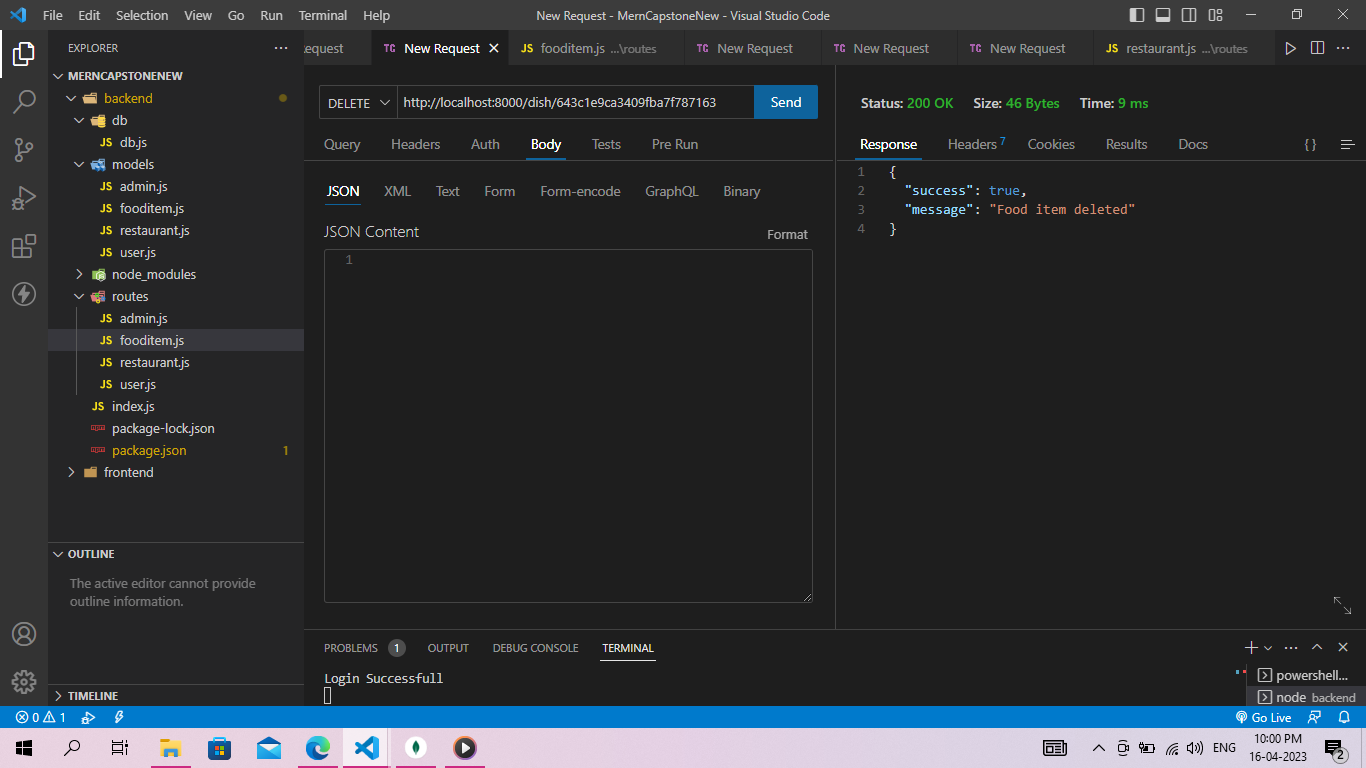 File Edit Selection View Go Run Terminal Help New Request - MernCapstoneNew - Visual Studio Code
EXPLORER
MERNCAPSTONENEW
backend
db
JS db.js
models
JS admin.js
JS fooditem.js
JS restaurant.js
JS user.js
node_modules
routes
JS admin.js
JS fooditem.js
JS restaurant.js
JS user.js
JS index.js
package-lock.json
package.json 1
frontend
OUTLINE
The active editor cannot provide
outline information.
TIMELINE
equest TC New Request JS fooditem.js ...\routes TC New Request TC New Request TC New Request JS restaurant.js ...\routes
DELETE http://localhost:8000/dish/643c1e9ca3409fba7f787163 Send
Query Headers Auth Body Tests Pre Run
JSON XML Text Form Form-encode GraphQL Binary
JSON Content Format
1
Status: 200 OK Size: 46 Bytes Time: 9 ms
Response Headers 7 Cookies Results Docs { }
1 {
2 "success": true,
3 "message": "Food item deleted"
4 }
PROBLEMS 1 OUTPUT DEBUG CONSOLE TERMINAL
Login Successfull
powershell...
node backend
0 1 Go Live
ENG 10:00 PM
16-04-2023
2